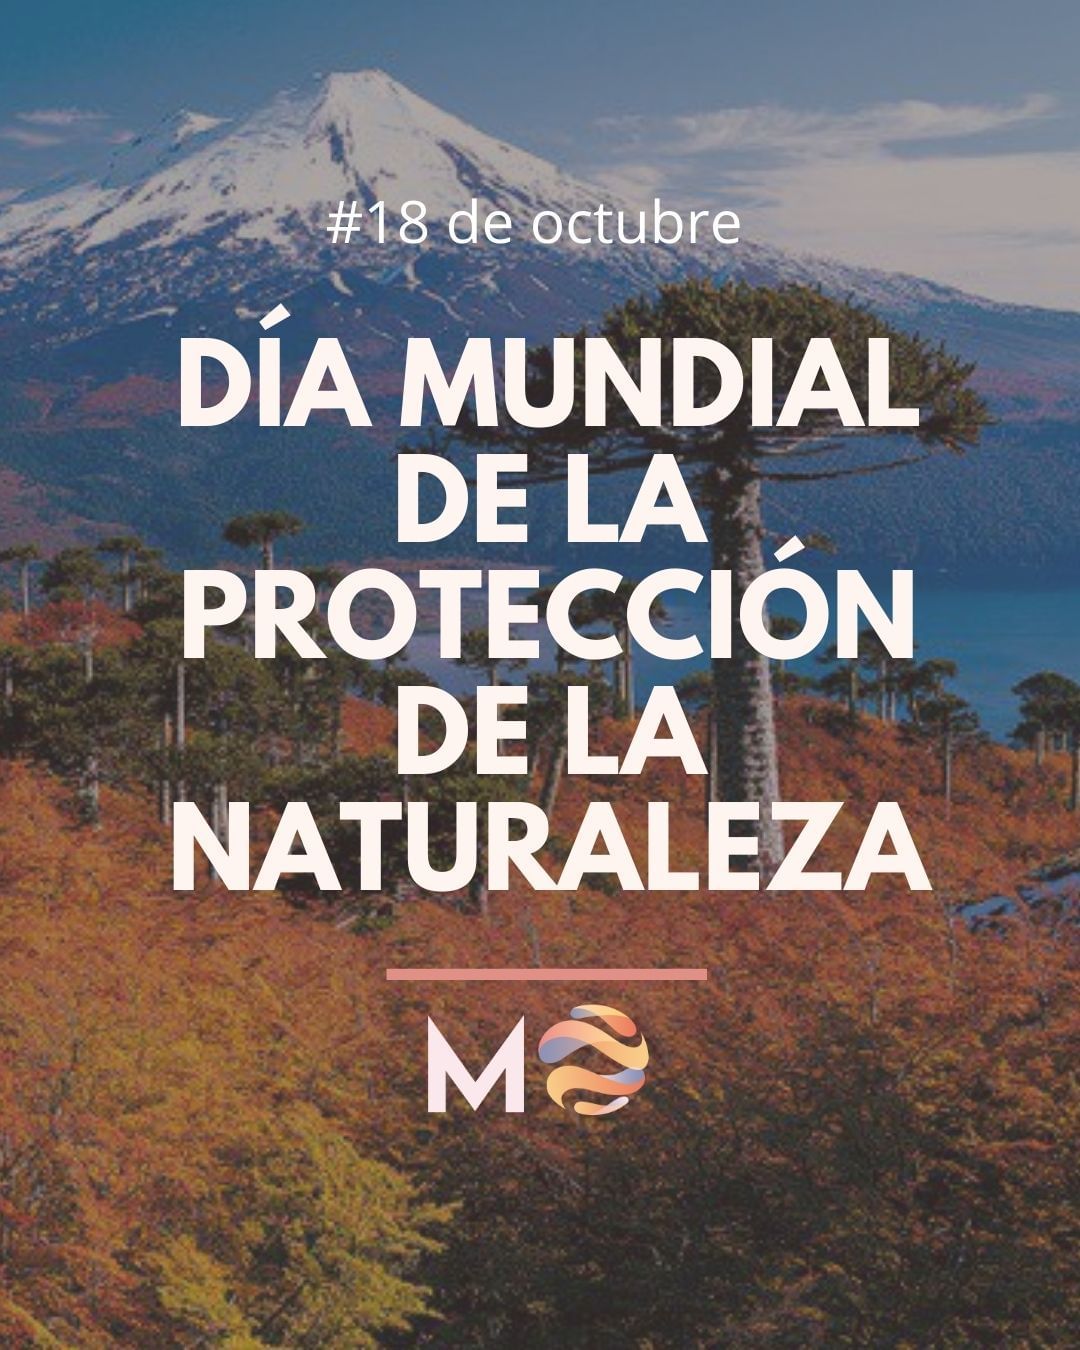 #18 de octubre
DÍA MUNDIAL
DE LA
PROTECCIÓN
DE LA
NATURALEZA
M